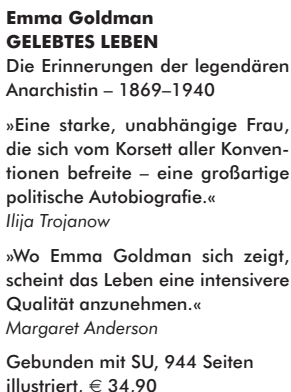 Emma Goldman
GELEBTES LEBEN
Die Erinnerungen der legendären
Anarchistin – 1869–1940
»Eine starke, unabhängige Frau,
die sich vom Korsett aller Konven-
tionen befreite – eine großartige
politische Autobiografie.«
Ilija Trojanow
»Wo Emma Goldman sich zeigt,
scheint das Leben eine intensivere
Qualität anzunehmen.«
Margaret Anderson
Gebunden mit SU, 944 Seiten
illustriert, € 34,90